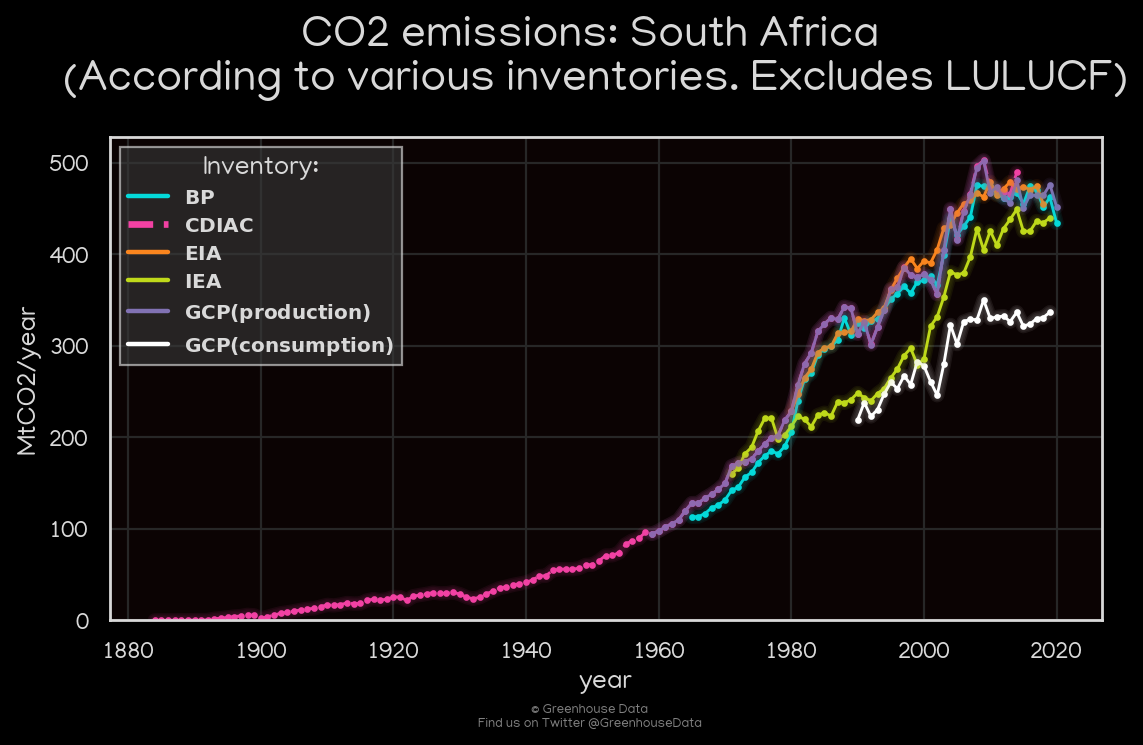 CO2 emissions: South Africa
(According to various inventories. Excludes LULUCF)
Inventory:
BP
CDIAC
EIA
IEA
GCP(production)
GCP(consumption)
MtCO2/year
500
400
300
200
100
0
1880 1900 1920 1940 1960 1980 2000 2020
year
© Greenhouse Data
Find us on Twitter @GreenhouseData